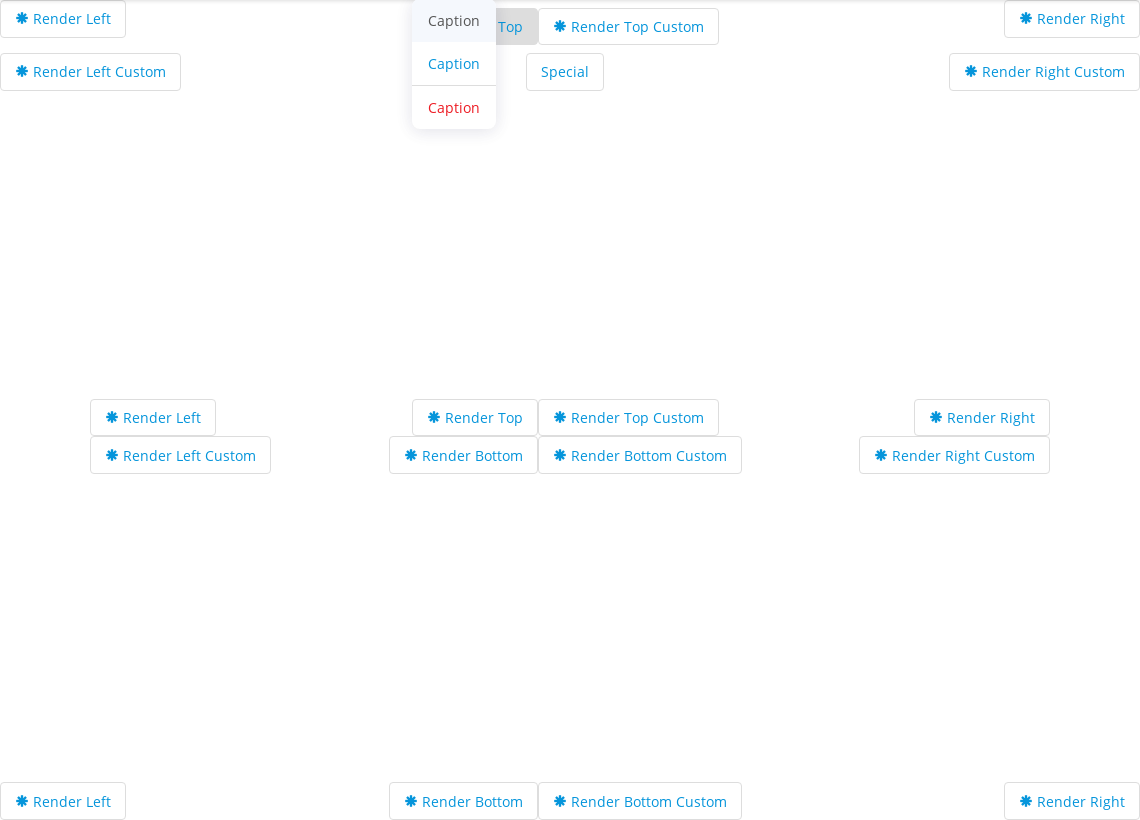 Render Left
Caption
Top
Render Top Custom
Render Right
Render Left Custom
Caption
Special
Render Right Custom
Caption
Render Left
Render Top
Render Top Custom
Render Right
Render Left Custom
Render Bottom
Render Bottom Custom
Render Right Custom
Render Left
Render Bottom
Render Bottom Custom
Render Right